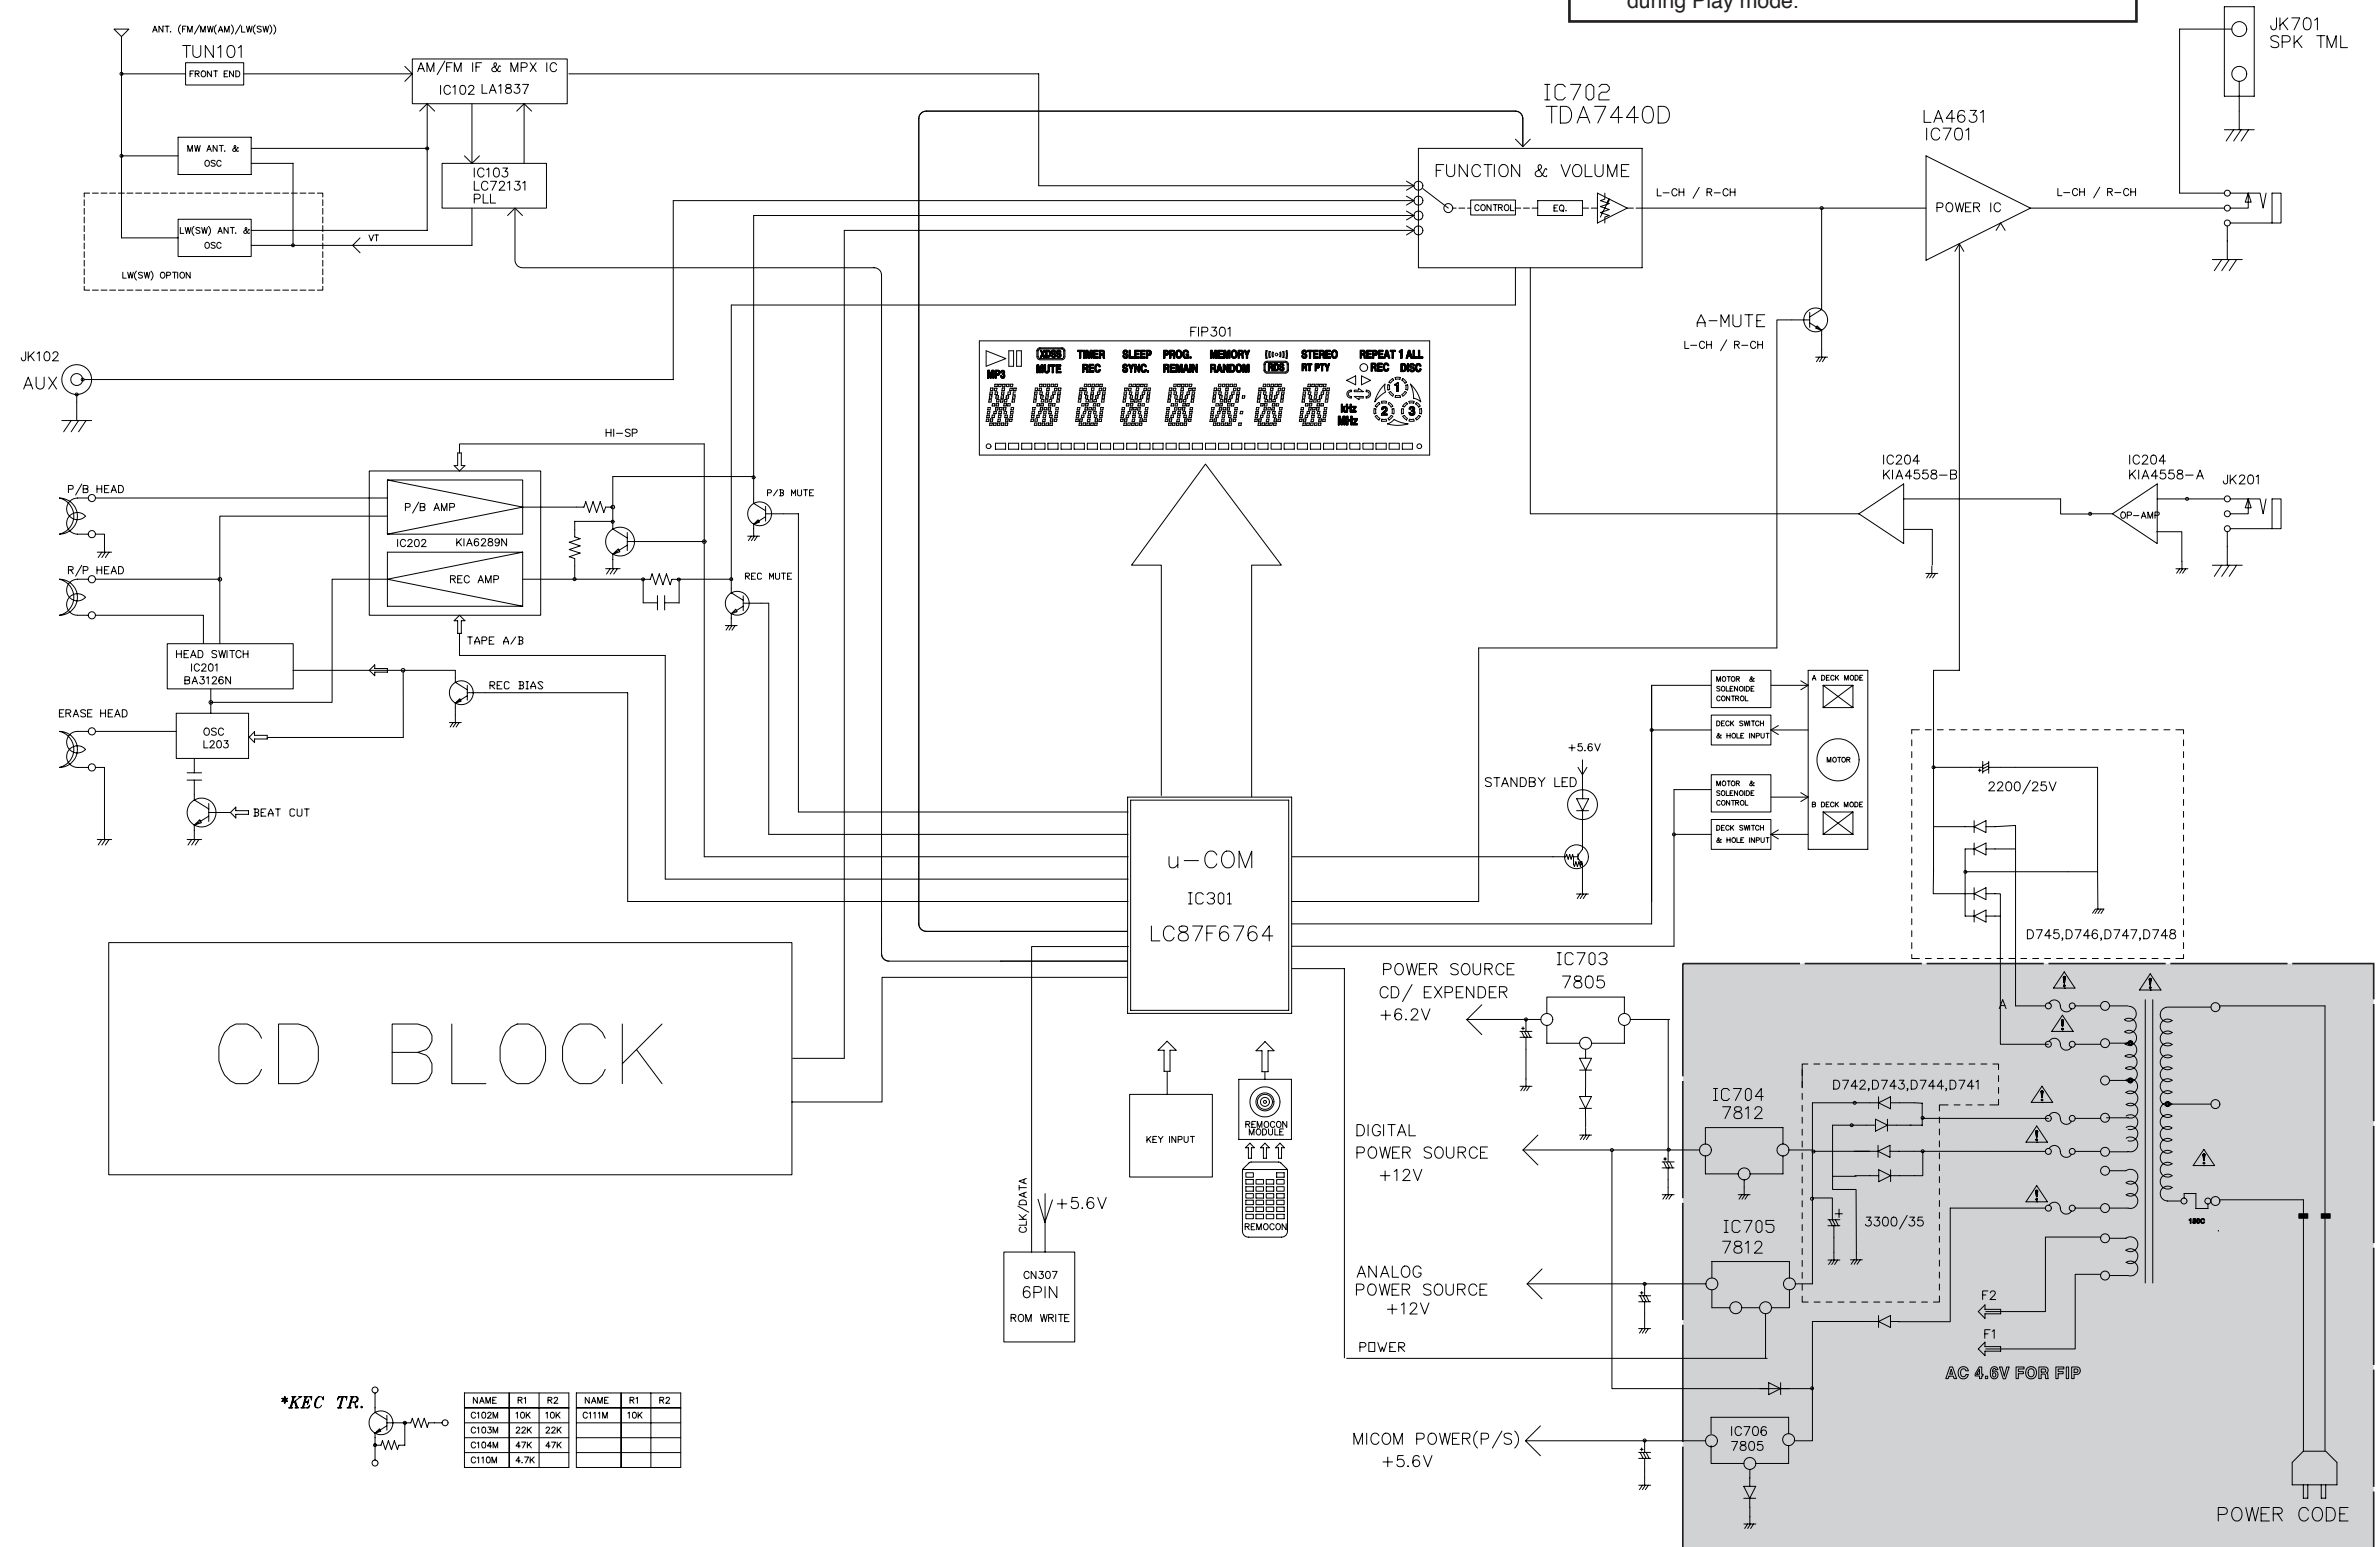 during Play mode.
ANT. (FM/MW(AM)/LW(SW))
TUN101
FRONT END
AM/FM IF & MPX IC
IC102 LA1837
MW ANT. &
OSC
IC103
LC72131
PLL
LW(SW) ANT. &
OSC
VT
LW(SW) OPTION
IC702
TDA7440D
FUNCTION & VOLUME
CONTROL
EQ.
L-CH / R-CH
LA4631
IC701
POWER IC
L-CH / R-CH
JK701
SPK TML
A-MUTE
L-CH / R-CH
JK102
AUX
FIP301
XDSS TIMER SLEEP PROG. MEMORY STEREO REPEAT 1 ALL
MP3 MUTE REC SYNC. REMAIN RANDOM RDS RT PTY REC DISC
1
kHz 2 3
MHz
HI-SP
P/B HEAD
P/B AMP
P/B MUTE
IC202 KIA6289N
R/P HEAD
REC AMP
REC MUTE
TAPE A/B
HEAD SWITCH
IC201
BA3126N
REC BIAS
ERASE HEAD
OSC
L203
BEAT CUT
IC204
KIA4558-B
IC204
KIA4558-A
OP-AMP
JK201
u-COM
IC301
LC87F6764
+5.6V
STANDBY LED
MOTOR &
SOLENOIDE
CONTROL
DECK SWITCH
& HOLE INPUT
MOTOR &
SOLENOIDE
CONTROL
DECK SWITCH
& HOLE INPUT
A DECK MODE
MOTOR
B DECK MODE
2200/25V
D745,D746,D747,D748
CD BLOCK
KEY INPUT
REMOCON
MODULE
REMOCON
CLK/DATA
+5.6V
CN307
6PIN
ROM WRITE
POWER SOURCE
CD/ EXPENDER
+6.2V
IC703
7805
DIGITAL
POWER SOURCE
+12V
IC704
7812
D742,D743,D744,D741
A
3300/35
IC705
7812
ANALOG
POWER SOURCE
+12V
POWER
F2
F1
AC 4.6V FOR FIP
MICOM POWER(P/S)
+5.6V
IC706
7805
POWER CODE
*KEC TR.
NAME R1 R2 NAME R1 R2
C102M 10K 10K C111M 10K
C103M 22K 22K
C104M 47K 47K
C110M 4.7K